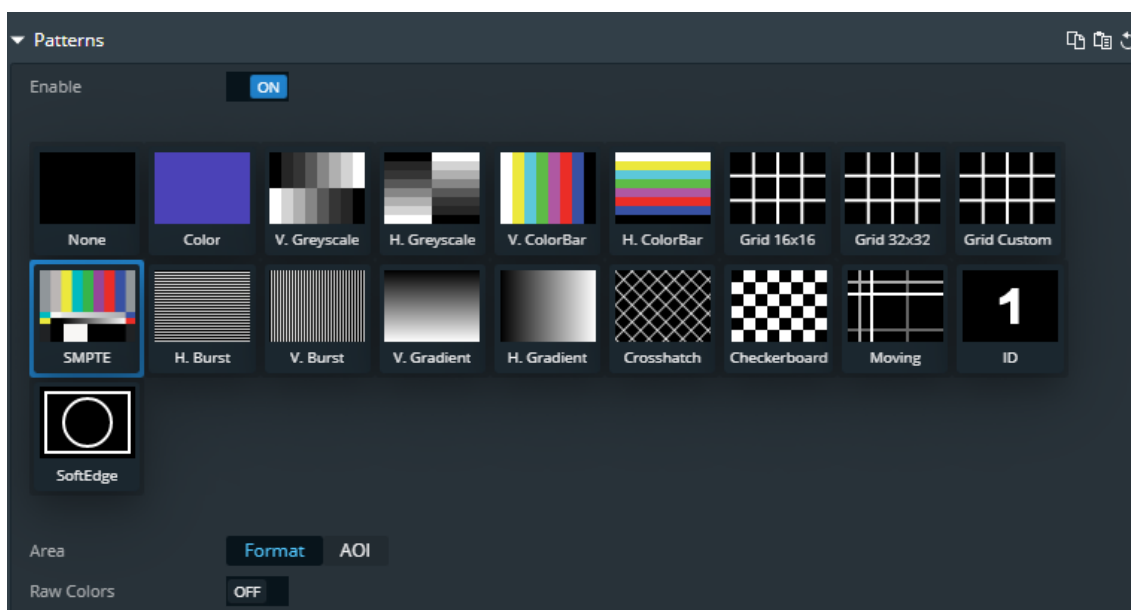 Patterns
Enable ON
None Color V. Greyscale H. Greyscale V. ColorBar H. ColorBar Grid 16x16 Grid 32x32 Grid Custom
1
SMPTE H. Burst V. Burst V. Gradient H. Gradient Crosshatch Checkerboard Moving ID
SoftEdge
Area Format AOI
Raw Colors OFF